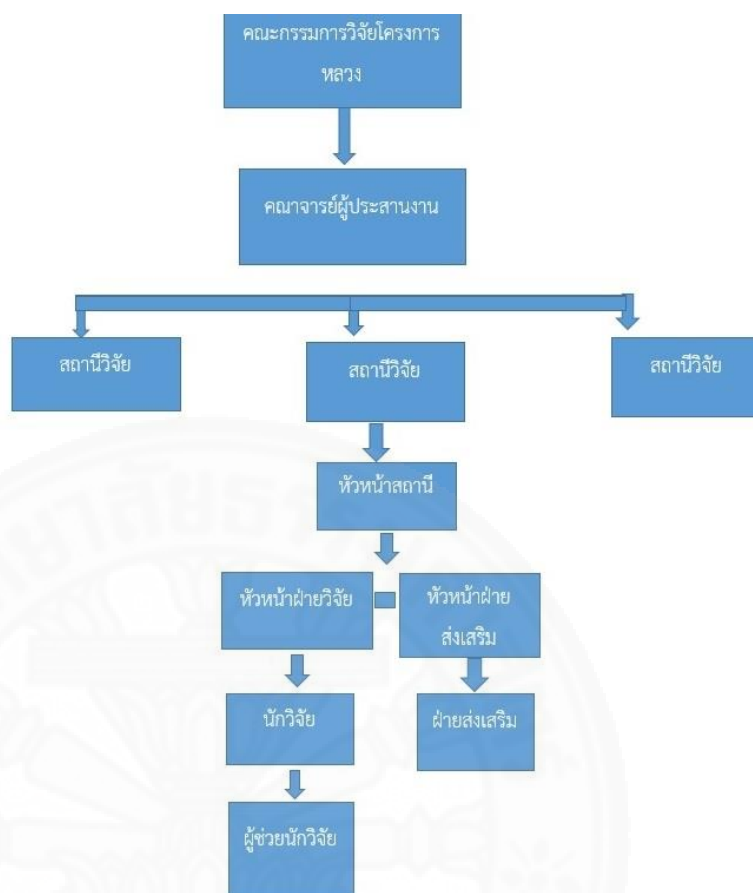 คณะกรรมการวิจัยโครงการ
หลวง
คณาจารย์ผู้ประสานงาน
สถานีวิจัย
สถานีวิจัย
สถานีวิจัย
หัวหน้าสถานี
หัวหน้าฝ่ายวิจัย
หัวหน้าฝ่าย
ส่งเสริม
นักวิจัย
ฝ่ายส่งเสริม
ผู้ช่วยนักวิจัย